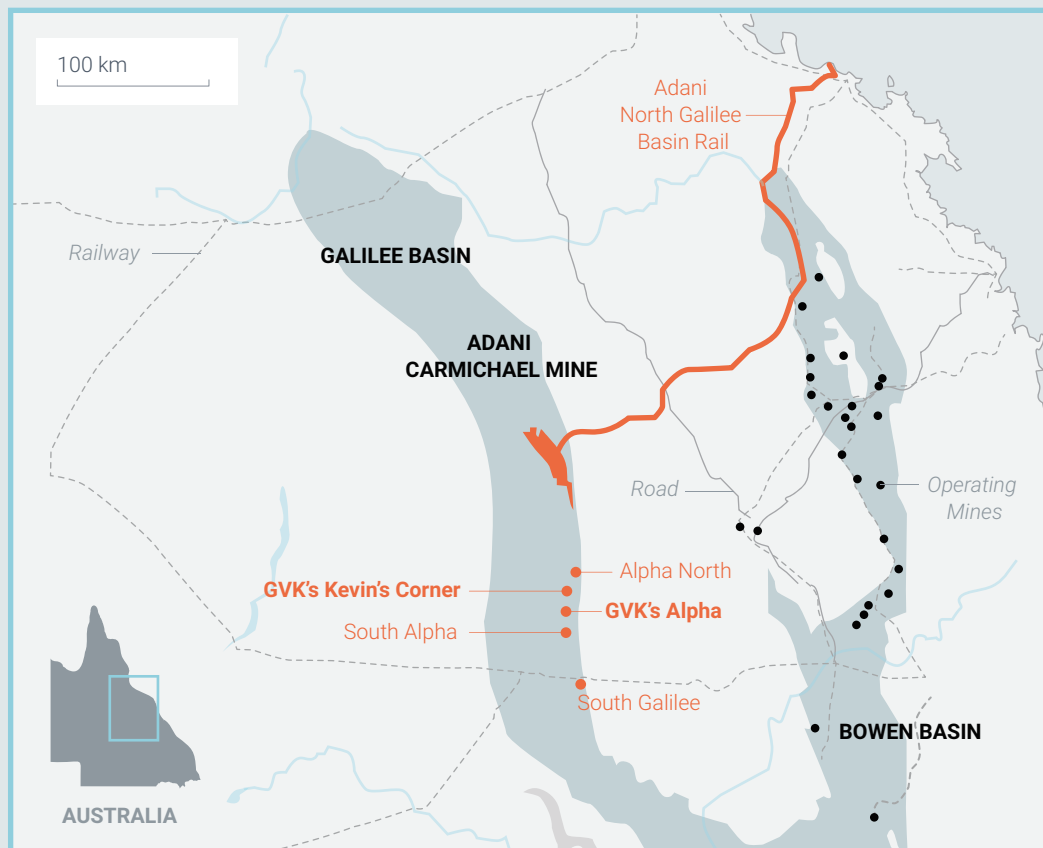 100 km
Adani
North Galilee
Basin Rail
Railway
GALILEE BASIN
ADANI
CARMICHAEL MINE
Road
Operating
Mines
Alpha North
GVK's Kevin's Corner
GVK's Alpha
South Alpha
South Galilee
BOWEN BASIN
AUSTRALIA